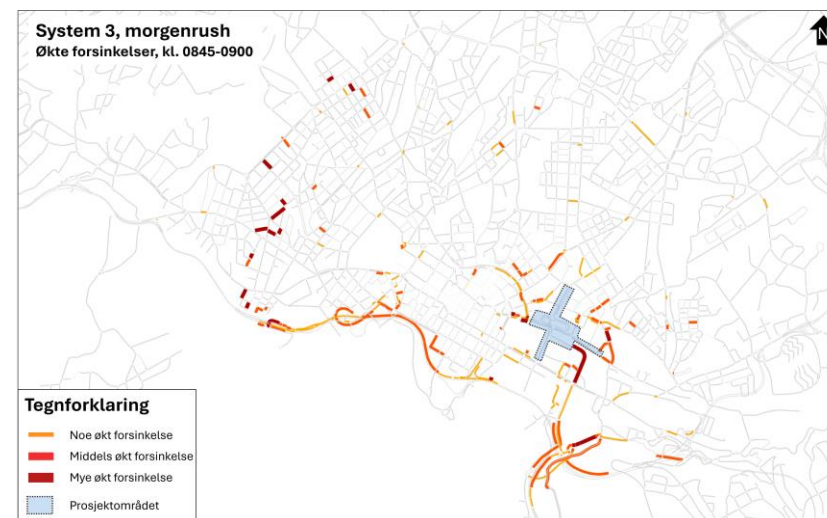 System 3, morgenrush
Økte forsinkelser, kl. 0845-0900
N
Tegnforklaring
Noe økt forsinkelse
Middels økt forsinkelse
Mye økt forsinkelse
Prosjektområdet